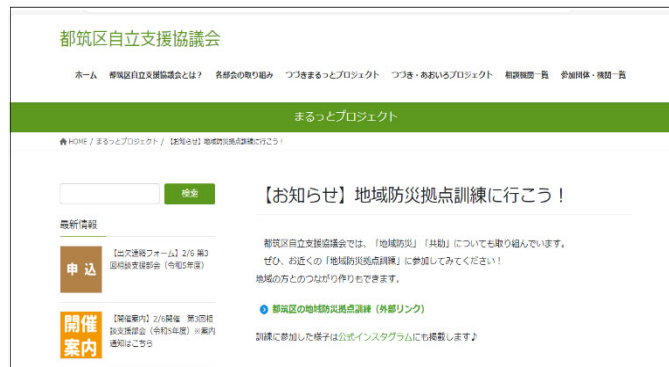 都筑区自立支援協議会
ホーム 都筑区自立支援協議会とは？ 各部会の取り組み つづきまるっとプロジェクト つづき・あおいろプロジェクト 相談機関一覧 参加団体・機関一覧
まるっとプロジェクト
HOME / まるっとプロジェクト / 【お知らせ】地域防災拠点訓練に行こう！
検索
最新情報
申込
【出欠連絡フォーム】2/6 第3
回相談支援部会（令和5年度）
開催
案内
【開催案内】2/6開催　第3回相
談支援部会（令和5年度）※案内
通知はこちら
【お知らせ】地域防災拠点訓練に行こう！
都筑区自立支援協議会では、「地域防災」「共助」についても取り組んでいます。
ぜひ、お近くの「地域防災拠点訓練」に参加してみてください！
地域の方とのつながり作りもできます。
都筑区の地域防災拠点訓練（外部リンク）
訓練に参加した様子は公式インスタグラムにも掲載します♪